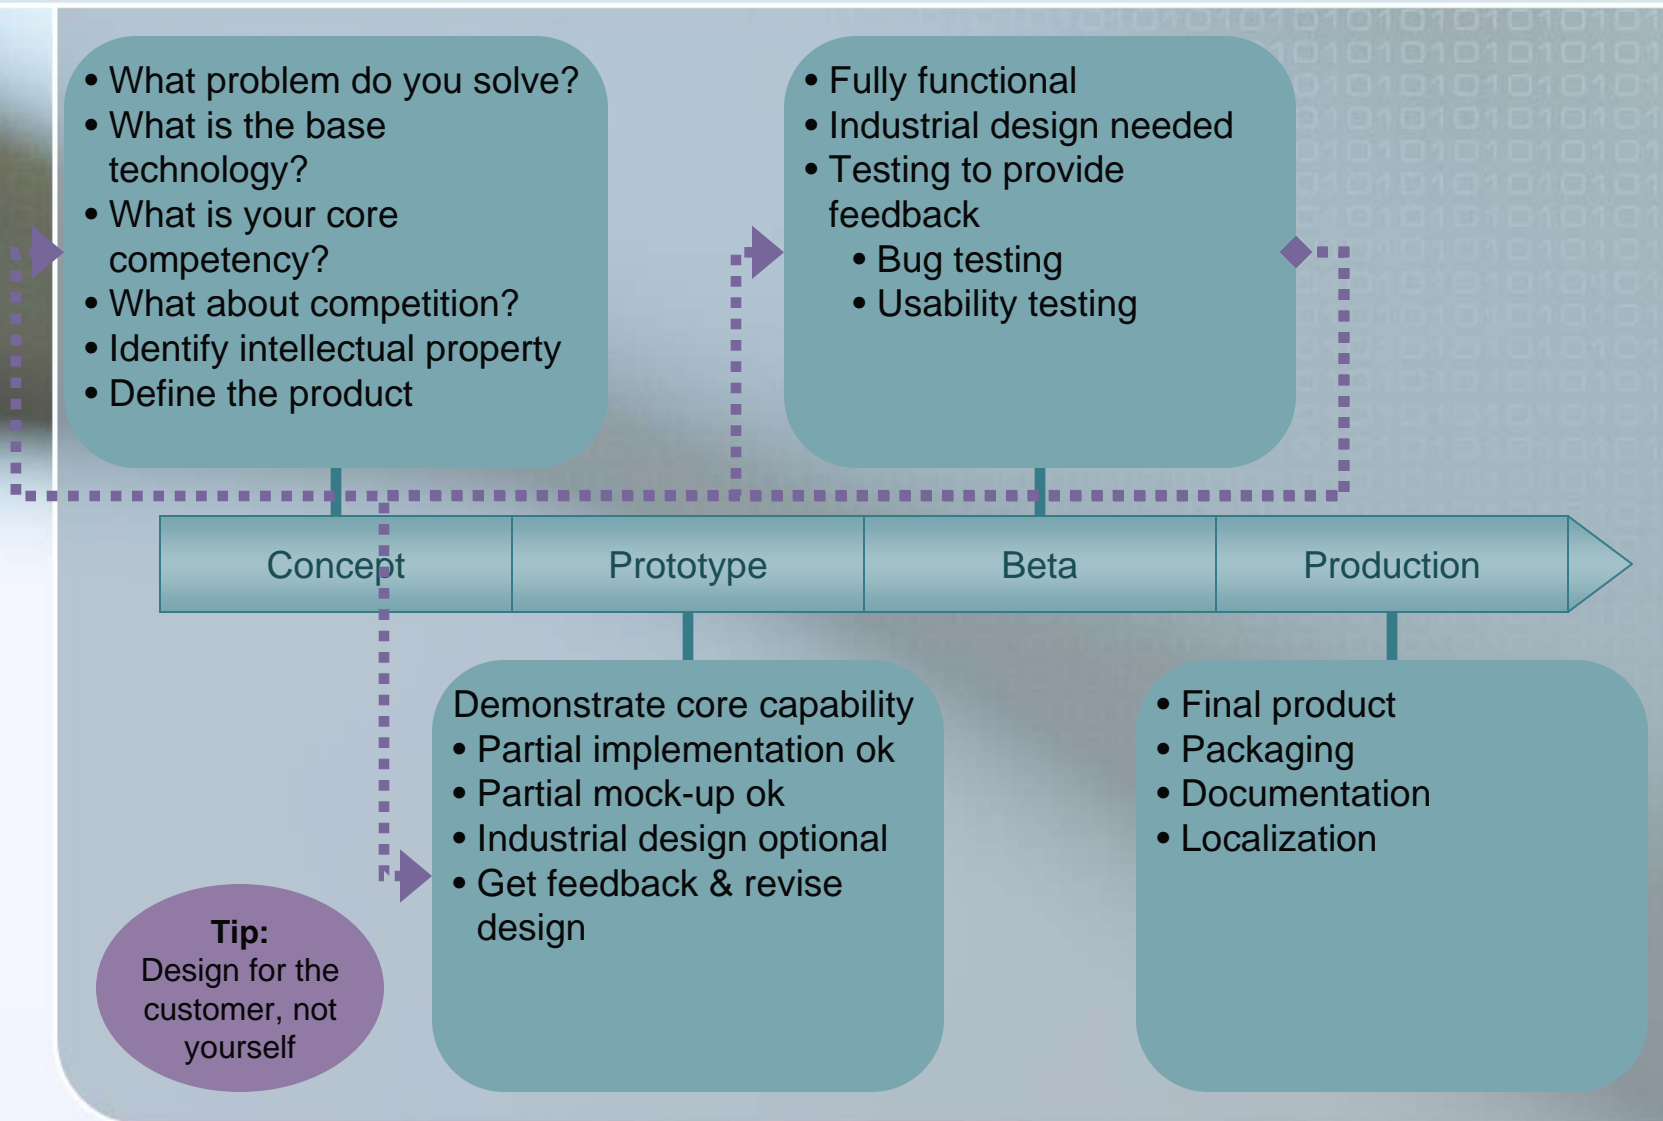 • What problem do you solve?
• What is the base
technology?
• What is your core
competency?
• What about competition?
• Identify intellectual property
• Define the product
• Fully functional
• Industrial design needed
• Testing to provide
feedback
• Bug testing
• Usability testing
Concept
Prototype
Beta
Production
Demonstrate core capability
• Partial implementation ok
• Partial mock-up ok
• Industrial design optional
• Get feedback & revise
design
• Final product
• Packaging
• Documentation
• Localization
Tip:
Design for the
customer, not
yourself